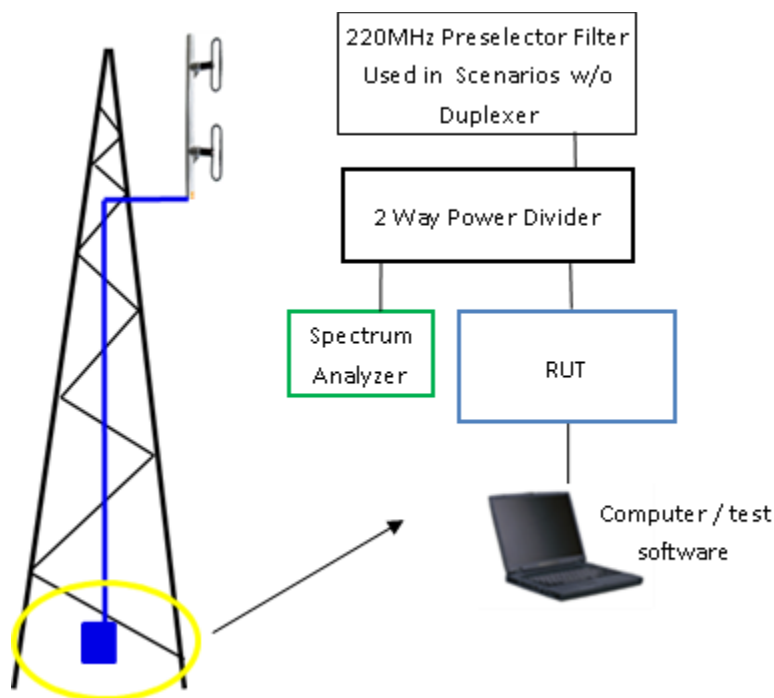 220MHz Preselector Filter
Used in Scenarios w/o
Duplexer
2 Way Power Divider
Spectrum
Analyzer
RUT
Computer / test
software